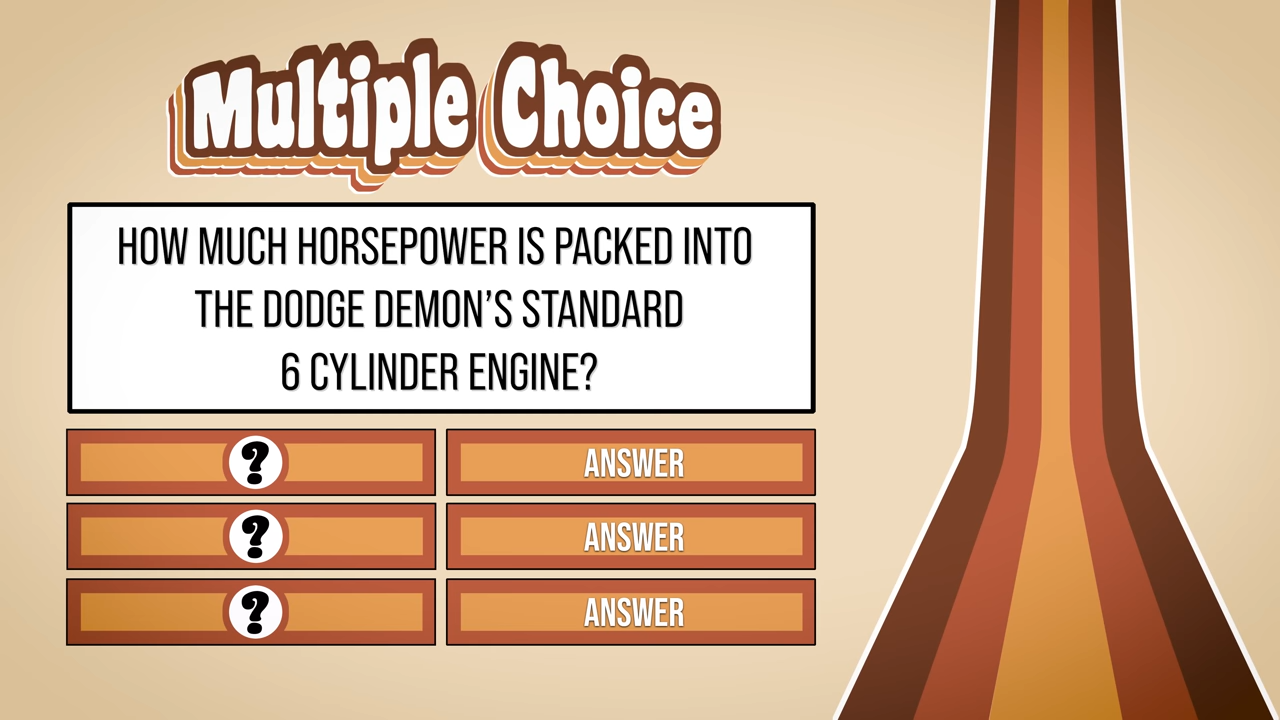 Multiple Choice
HOW MUCH HORSEPOWER IS PACKED INTO
THE DODGE DEMON’S STANDARD
6 CYLINDER ENGINE?
? ANSWER
? ANSWER
? ANSWER